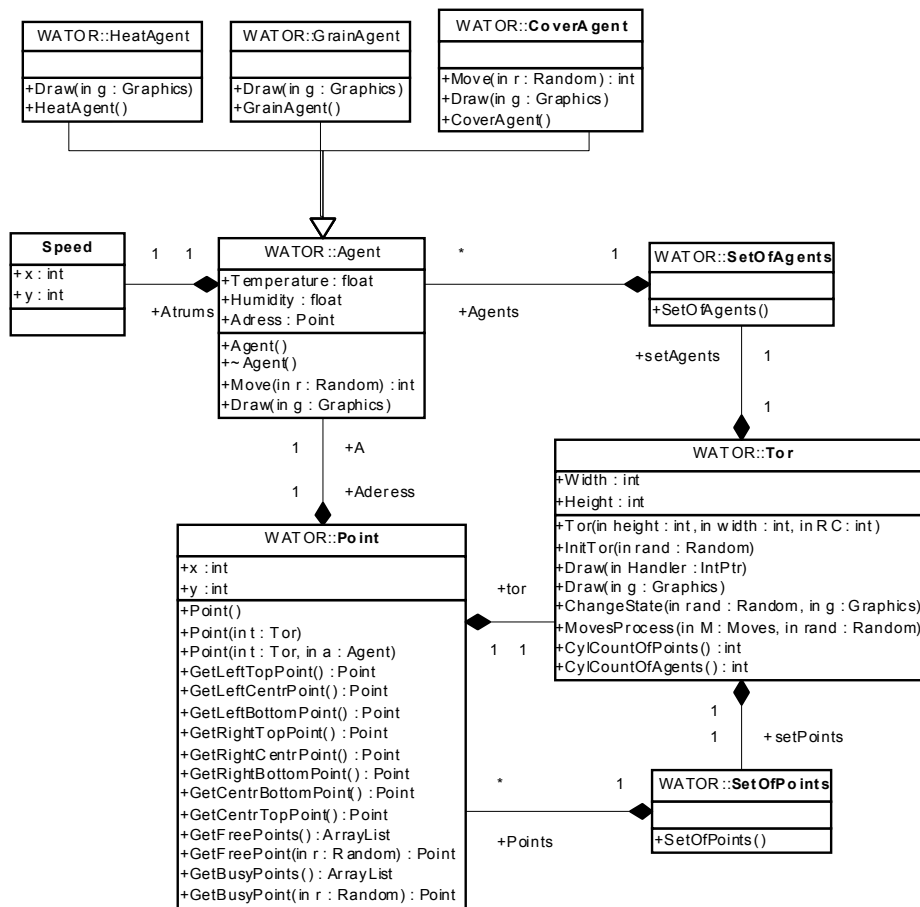 WATOR::HeatAgent
+Draw(in g : Graphics)
+HeatAgent()
WATOR::GrainAgent
+Draw(in g : Graphics)
+GrainAgent()
WATOR::CoverAgent
+Move(in r : Random) : int
+Draw(in g : Graphics)
+CoverAgent()
Speed
+x : int
+y : int
1 1
+Atrums
WATOR::Agent
+Temperature : float
+Humidity : float
+Adress : Point
+Agent()
+~Agent()
+Move(in r : Random) : int
+Draw(in g : Graphics)
* 1
+Agents
WATOR::SetOfAgents
+SetOfAgents()
+setAgents 1
1
1 +A
1 +Aderess
WATOR::Tor
+Width : int
+Height : int
+Tor(in height : int, in width : int, in RC : int)
+InitTor(in rand : Random)
+Draw(in Handler : IntPtr)
+Draw(in g : Graphics)
+ChangeState(in rand : Random, in g : Graphics)
+MovesProcess(in M : Moves, in rand : Random)
+CylCountOfPoints() : int
+CylCountOfAgents() : int
WATOR::Point
+x : int
+y : int
+Point()
+Point(in t : Tor)
+Point(in t : Tor, in a : Agent)
+GetLeftTopPoint() : Point
+GetLeftCentrPoint() : Point
+GetLeftBottomPoint() : Point
+GetRightTopPoint() : Point
+GetRightCentrPoint() : Point
+GetRightBottomPoint() : Point
+GetCentrBottomPoint() : Point
+GetCentrTopPoint() : Point
+GetFreePoints() : ArrayList
+GetFreePoint(in r : Random) : Point
+GetBusyPoints() : ArrayList
+GetBusyPoint(in r : Random) : Point
+tor
1 1
1
1 +setPoints
* 1
+Points
WATOR::SetOfPoints
+SetOfPoints()